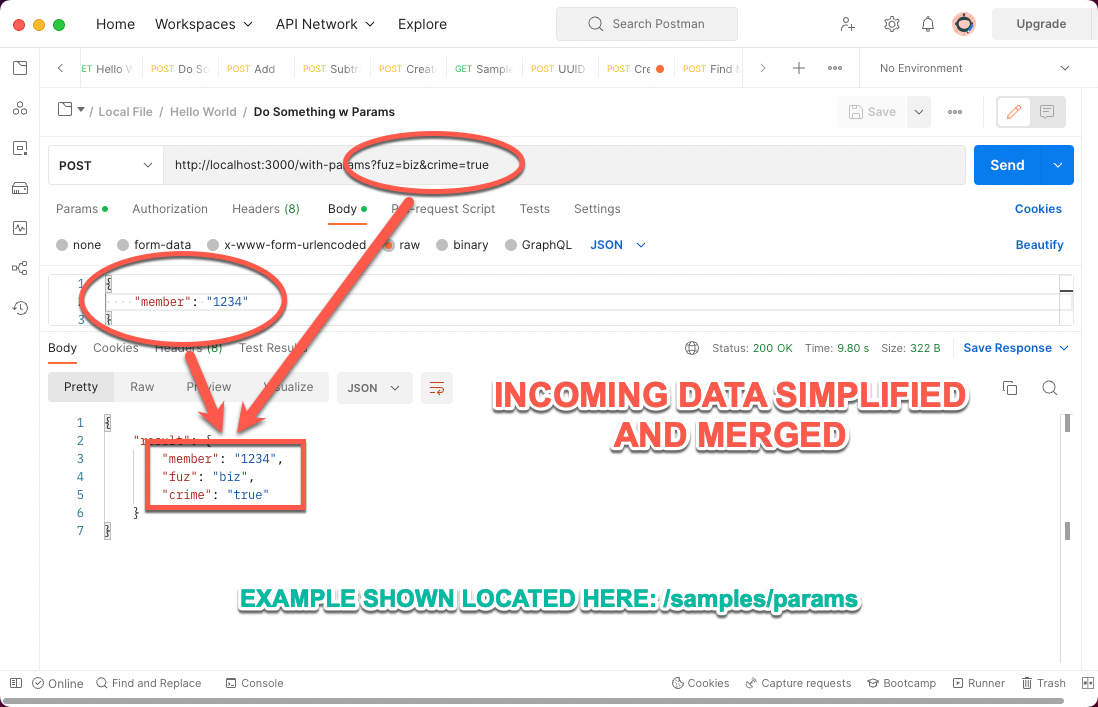 Home Workspaces API Network Explore Search Postman Upgrade
ET Hello POST Do POST Add POST Subt POST Creat GET Sample POST UUID POST Cre POST Find No Environment
/ Local File / Hello World / Do Something w Params Save
POST http://localhost:3000/with-params?fuz=biz&crime=true Send
Params Authorization Headers (8) Body Pre-request Script Tests Settings Cookies
none form-data x-www-form-urlencoded raw binary GraphQL JSON Beautify
1 {
2 "member": "1234"
3 }
Body Cookies Headers (8) Test Results Status: 200 OK Time: 9.80 s Size: 322 B Save Response
Pretty Raw Preview Visualize JSON
INCOMING DATA SIMPLIFIED
AND MERGED
1 {
2 "result": {
3 "member": "1234",
4 "fuz": "biz",
5 "crime": "true"
6 }
7 }
EXAMPLE SHOWN LOCATED HERE: /samples/params
Online Find and Replace Console Cookies Capture requests Bootcamp Runner Trash